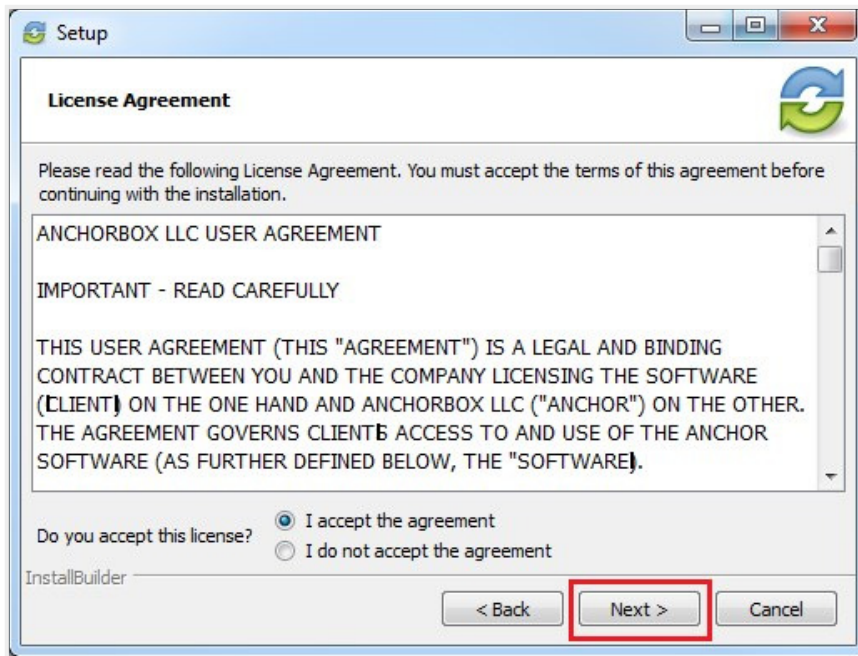 Setup
License Agreement
Please read the following License Agreement. You must accept the terms of this agreement before
continuing with the installation.
ANCHORBOX LLC USER AGREEMENT
IMPORTANT - READ CAREFULLY
THIS USER AGREEMENT (THIS "AGREEMENT") IS A LEGAL AND BINDING
CONTRACT BETWEEN YOU AND THE COMPANY LICENSING THE SOFTWARE
(CLIENT) ON THE ONE HAND AND ANCHORBOX LLC ("ANCHOR") ON THE OTHER.
THE AGREEMENT GOVERNS CLIENTS ACCESS TO AND USE OF THE ANCHOR
SOFTWARE (AS FURTHER DEFINED BELOW, THE "SOFTWARE).
Do you accept this license?
I accept the agreement
I do not accept the agreement
InstallBuilder
< Back Next > Cancel